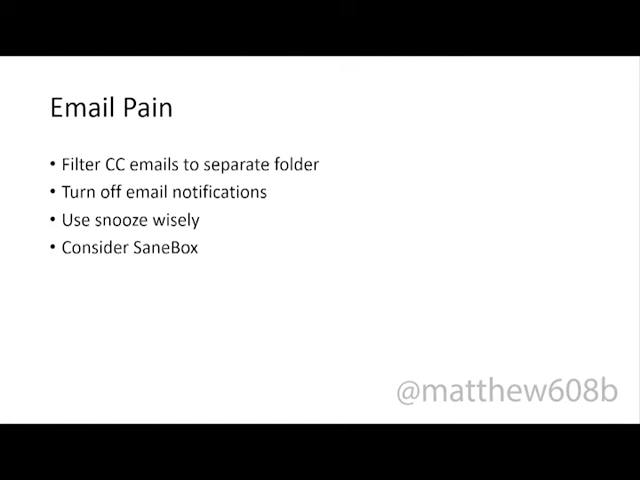 Email Pain
• Filter CC emails to separate folder
• Turn off email notifications
• Use snooze wisely
• Consider SaneBox
@matthew608b